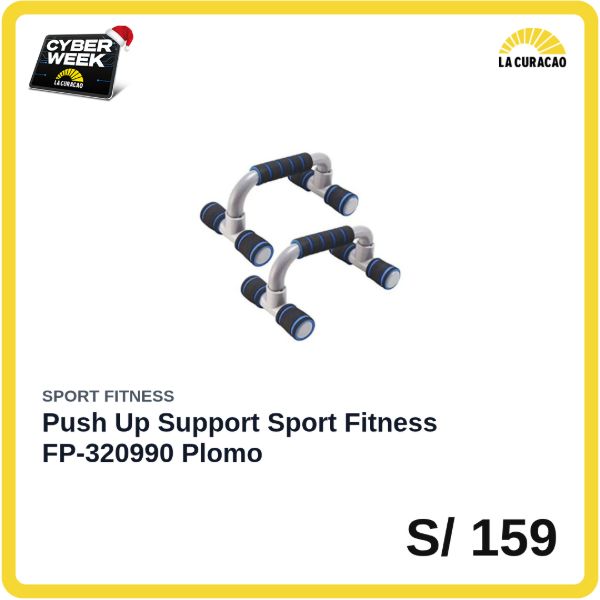 CYBER
WEEK
LA CURACAO
LA CURACAO
SPORT FITNESS
Push Up Support Sport Fitness
FP-320990 Plomo
S/ 159